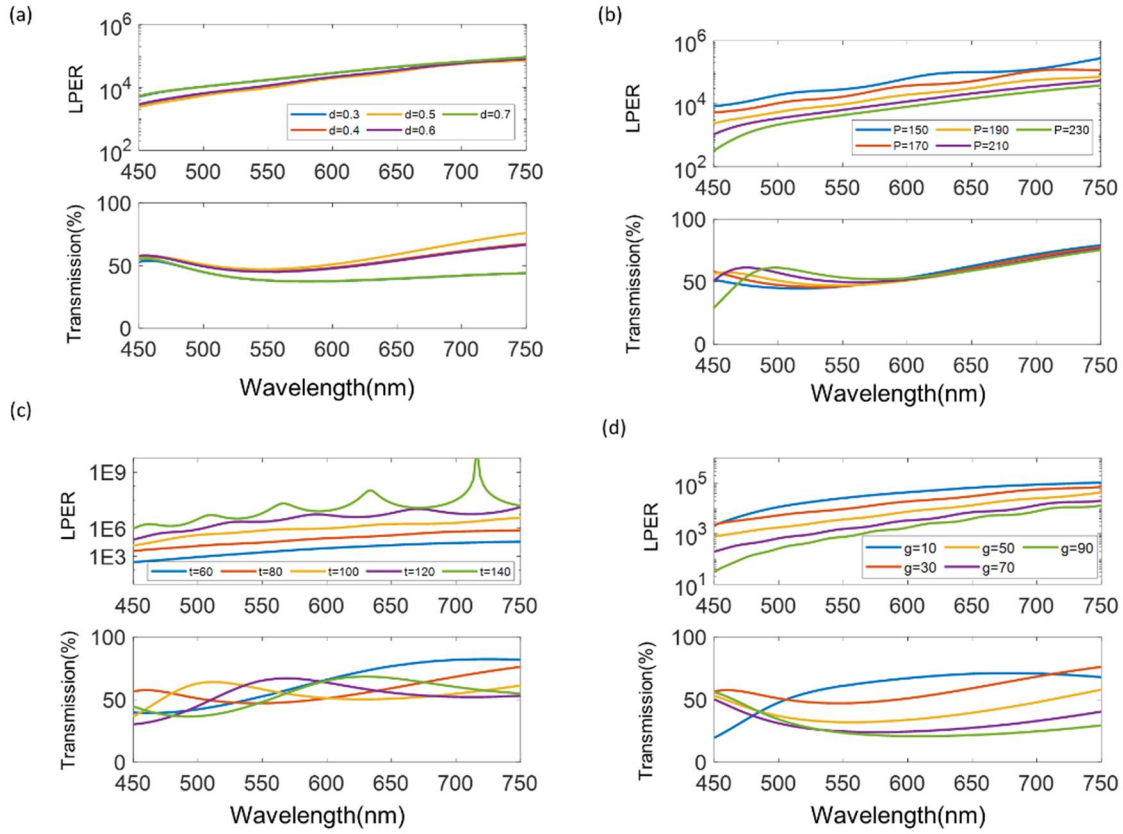 (a)
10^6
10^4
10^2
LPER
d=0.3 d=0.5 d=0.7
d=0.4 d=0.6
450 500 550 600 650 700 750
100
50
0
Transmission(%)
450 500 550 600 650 700 750
Wavelength(nm)
(b)
10^6
10^4
10^2
LPER
P=150 P=190 P=230
P=170 P=210
450 500 550 600 650 700 750
100
50
0
Transmission(%)
450 500 550 600 650 700 750
(c)
1E9
1E6
1E3
LPER
t=60 t=80 t=100 t=120 t=140
450 500 550 600 650 700 750
100
50
0
Transmission(%)
450 500 550 600 650 700 750
Wavelength(nm)
(d)
10^5
10^3
10^1
LPER
g=10 g=50 g=90
g=30 g=70
450 500 550 600 650 700 750
100
50
0
Transmission(%)
450 500 550 600 650 700 750
Wavelength(nm)